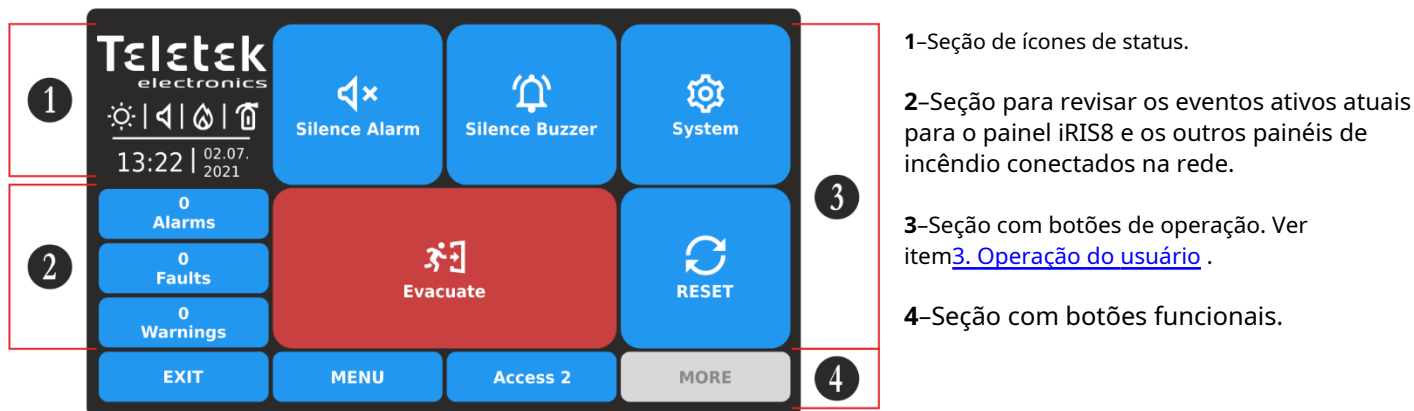 1
2
3
4
Teletek
electronics
13:22
02.07.
2021
Silence Alarm
Silence Buzzer
System
0
Alarms
0
Faults
0
Warnings
Evacuate
RESET
EXIT
MENU
Access 2
MORE
1–Seção de ícones de status.
2–Seção para revisar os eventos ativos atuais
para o painel iRIS8 e os outros painéis de
incêndio conectados na rede.
3–Seção com botões de operação. Ver
item3. Operação do usuário .
4–Seção com botões funcionais.